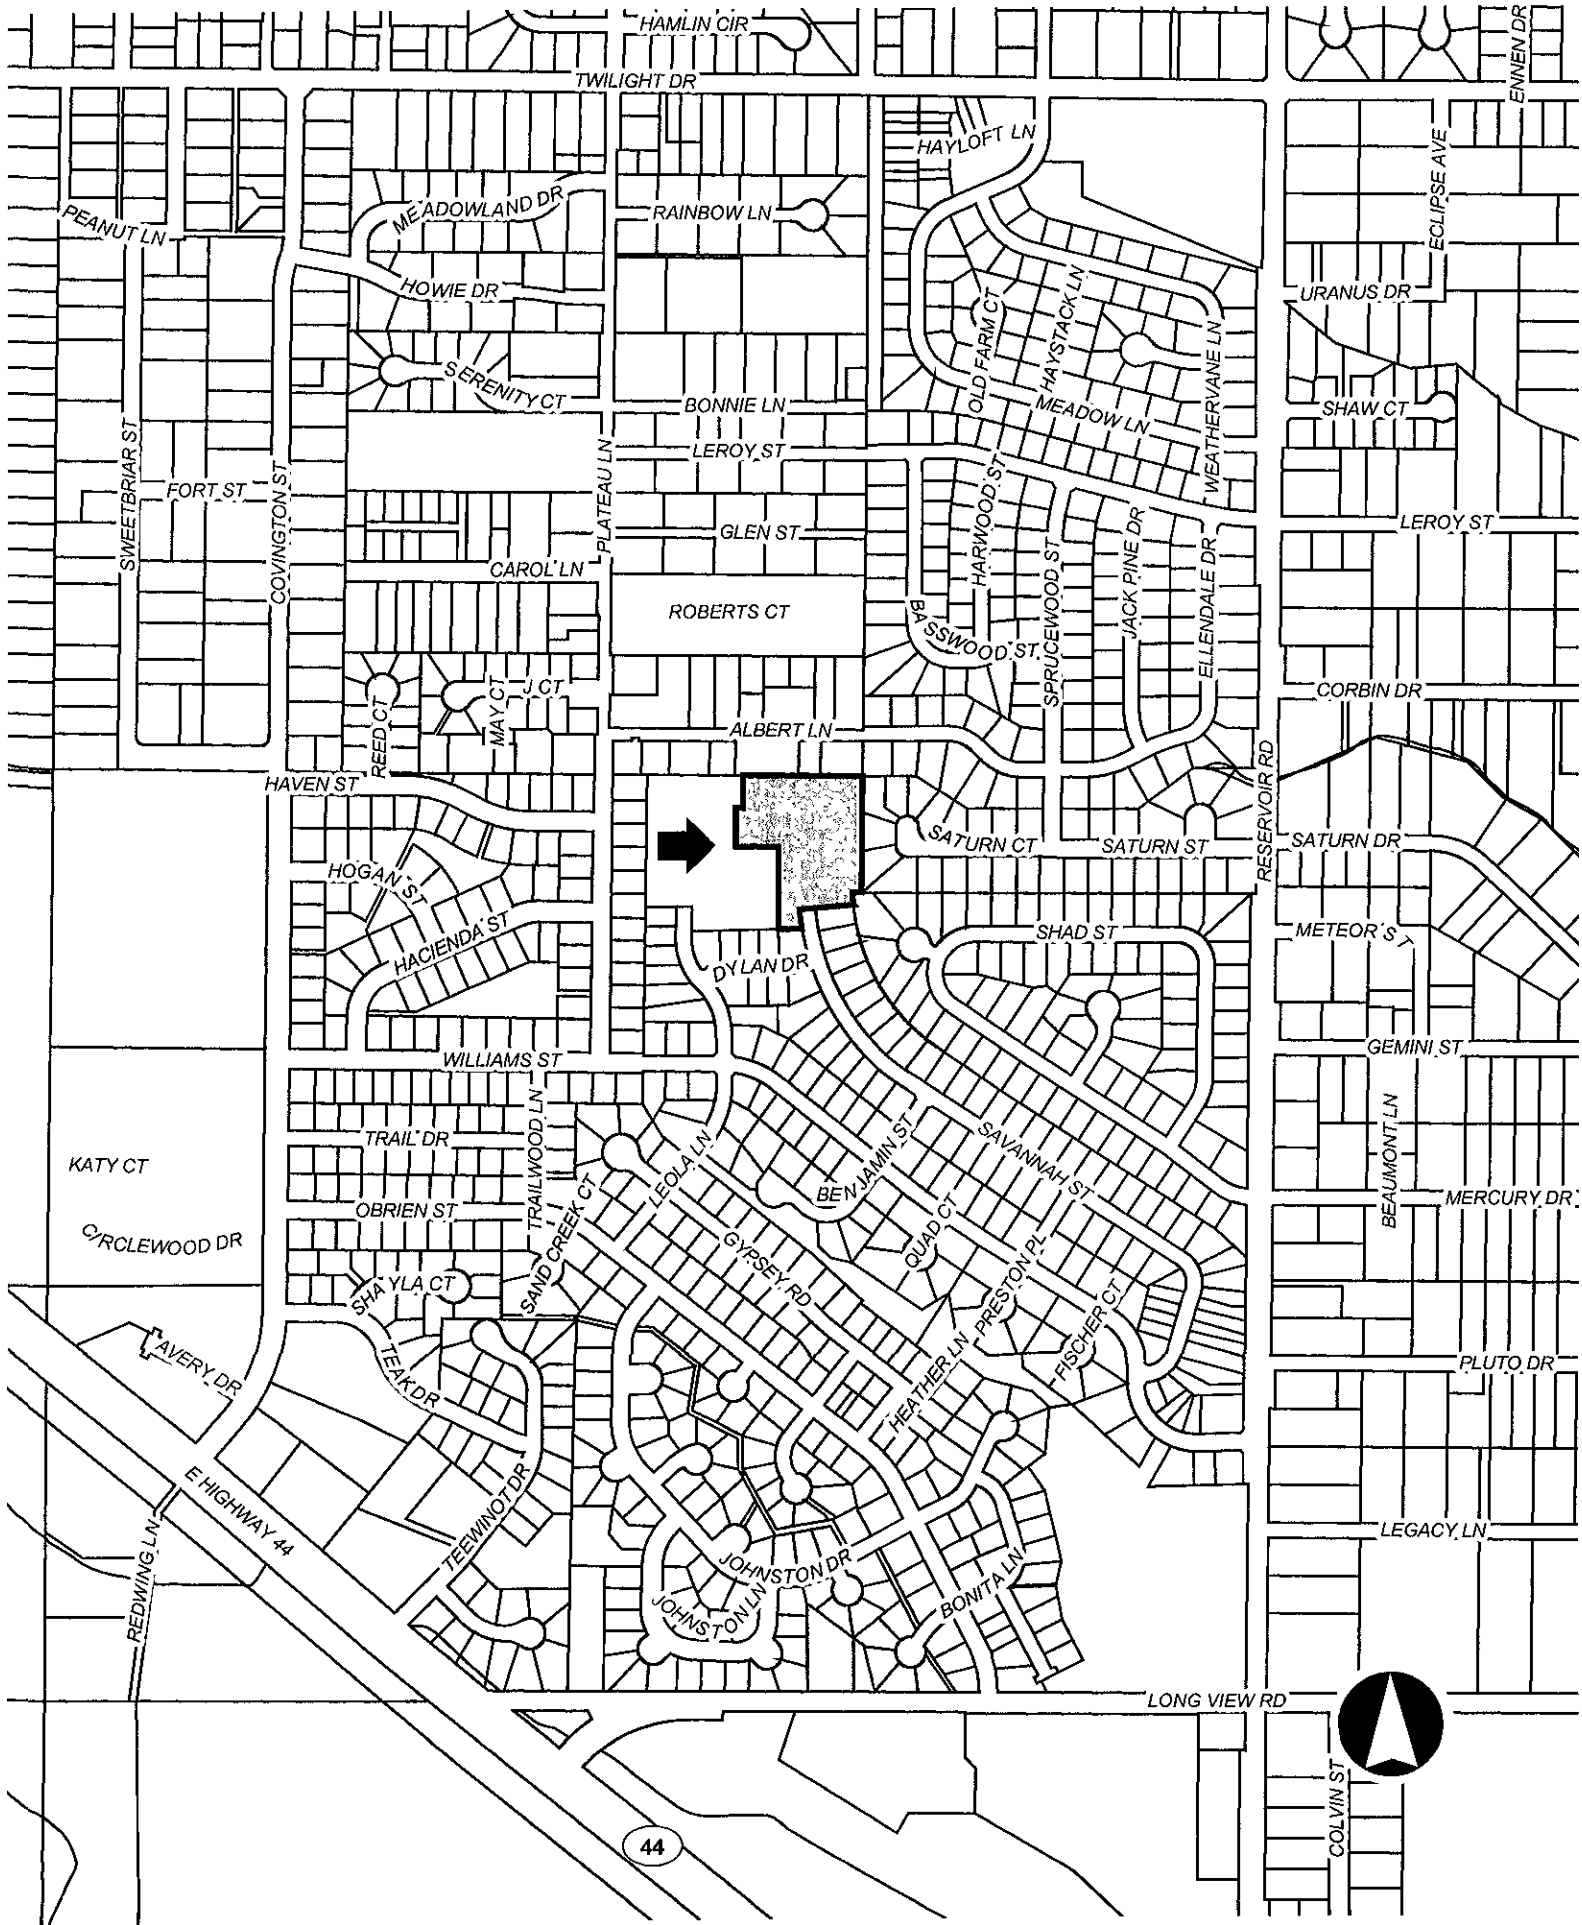 HAMLIN CIR
TWILIGHT DR
ENNEN DR
HAYLOFT LN
ECLIPSE AVE
PEANUT LN
MEADOWLAND DR
RAINBOW LN
HOWIE DR
OLD FARM CT
HAYSTACK LN
URANUS DR
SERENITY CT
BONNIE LN
MEADOW LN
WEATHERVANE LN
SHAW CT
SWEETBRIAR ST
FORT ST
COVINGTON ST
PLATEAU LN
LEROY ST
HARWOOD ST
LEROY ST
GLEN ST
JACK PINE DR
CAROL LN
SPRUCEWOOD ST
ELLENDALE DR
ROBERTS CT
BASSWOOD ST
J CT
MAY CT
REED CT
CORBIN DR
ALBERT LN
RESERVOIR RD
HAVEN ST
SATURN CT
SATURN ST
SATURN DR
HOGAN ST
HACIENDA ST
SHAD ST
METEOR ST
DYLAN DR
WILLIAMS ST
GEMINI ST
TRAILWOOD LN
BEAUMONT LN
TRAIL DR
LEOLA LN
BENJAMIN ST
SAVANNAH ST
KATY CT
SAND CREEK CT
MERCURY DR
OBRIEN ST
QUAD CT
CIRCLEWOOD DR
GYPSEY RD
PRESTON PL
SHAYLA CT
FISCHER CT
AVERY DR
TEAK DR
HEATHER LN
PLUTO DR
E HIGHWAY 44
TEEWINOT DR
REDWING LN
LEGACY LN
JOHNSTON DR
JOHNSTON LN
BONITA LN
LONG VIEW RD
COLVIN ST
44